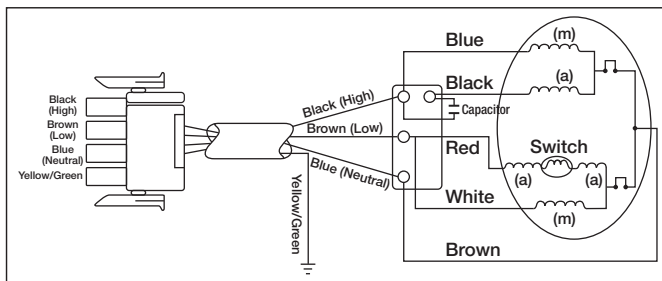 Black
(High)
Brown
(Low)
Blue
(Neutral)
Yellow/Green
Black (High)
Brown (Low)
Blue (Neutral)
Yellow/Green
Blue
Black
Capacitor
Red
White
Brown
(m)
(a)
Switch
(a)
(a)
(m)